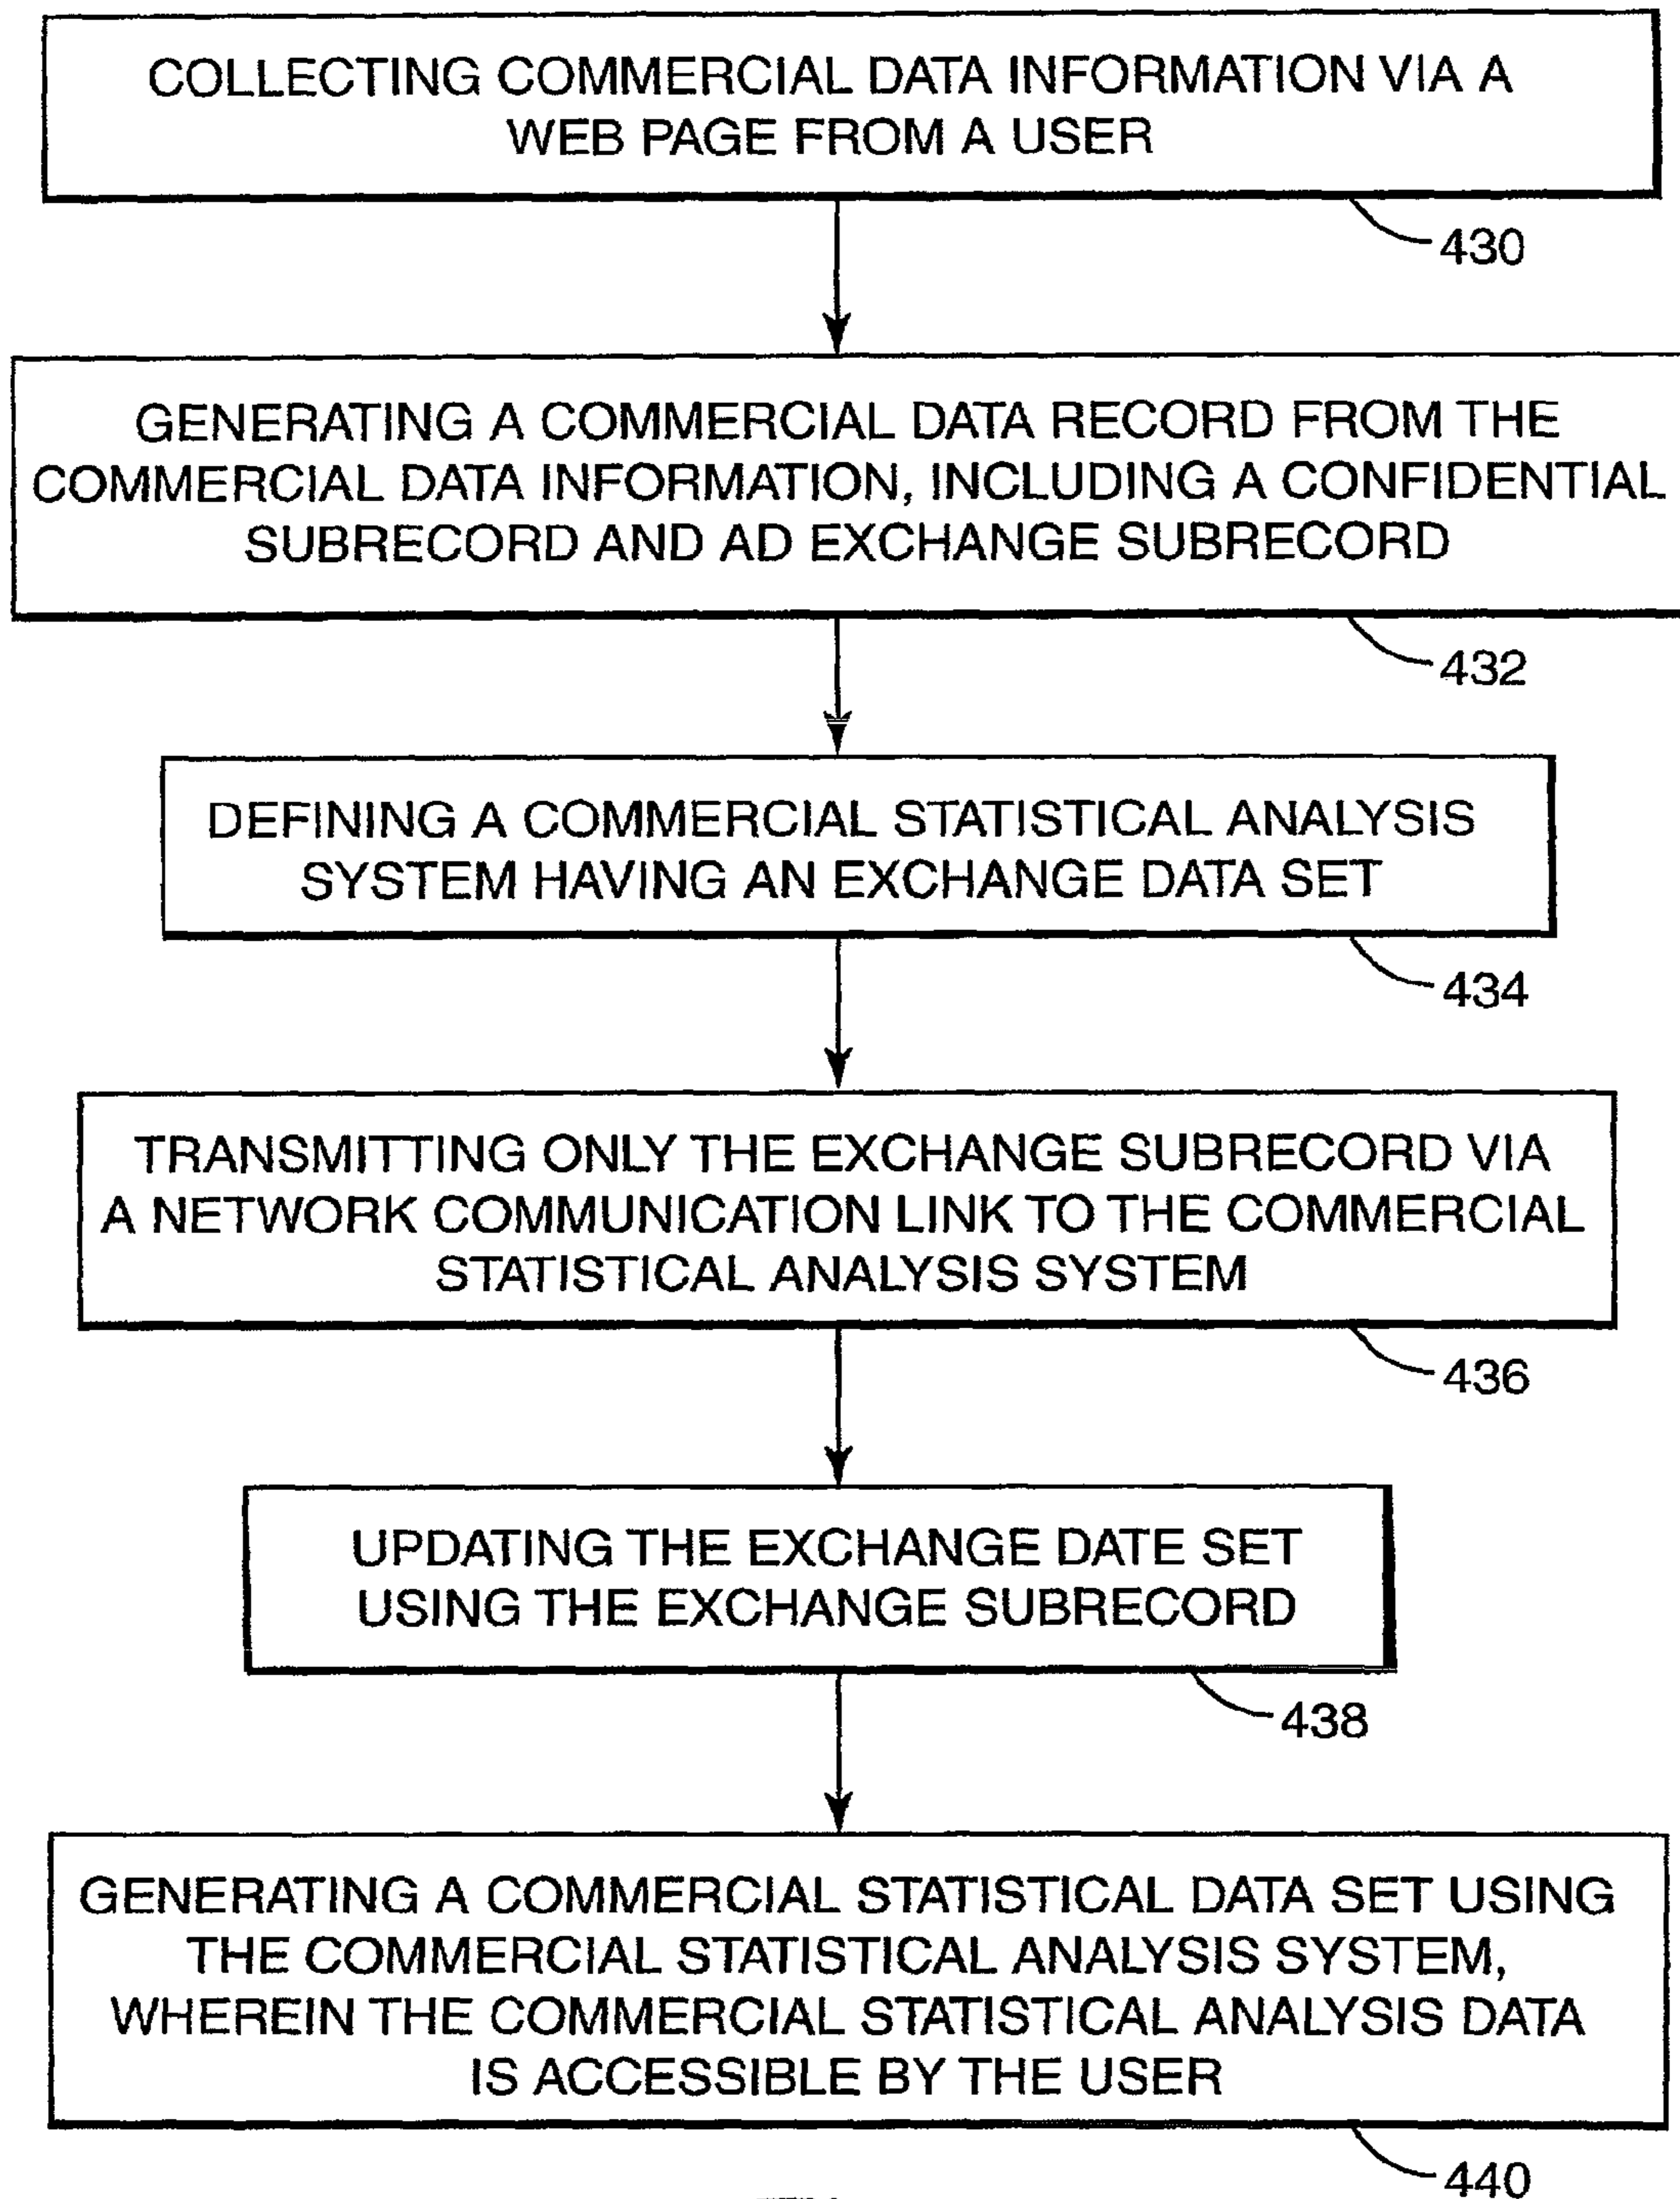 COLLECTING COMMERCIAL DATA INFORMATION VIA A
WEB PAGE FROM A USER
430
GENERATING A COMMERCIAL DATA RECORD FROM THE
COMMERCIAL DATA INFORMATION, INCLUDING A CONFIDENTIAL
SUBRECORD AND AD EXCHANGE SUBRECORD
432
DEFINING A COMMERCIAL STATISTICAL ANALYSIS
SYSTEM HAVING AN EXCHANGE DATA SET
434
TRANSMITTING ONLY THE EXCHANGE SUBRECORD VIA
A NETWORK COMMUNICATION LINK TO THE COMMERCIAL
STATISTICAL ANALYSIS SYSTEM
436
UPDATING THE EXCHANGE DATE SET
USING THE EXCHANGE SUBRECORD
438
GENERATING A COMMERCIAL STATISTICAL DATA SET USING
THE COMMERCIAL STATISTICAL ANALYSIS SYSTEM,
WHEREIN THE COMMERCIAL STATISTICAL ANALYSIS DATA
IS ACCESSIBLE BY THE USER
440